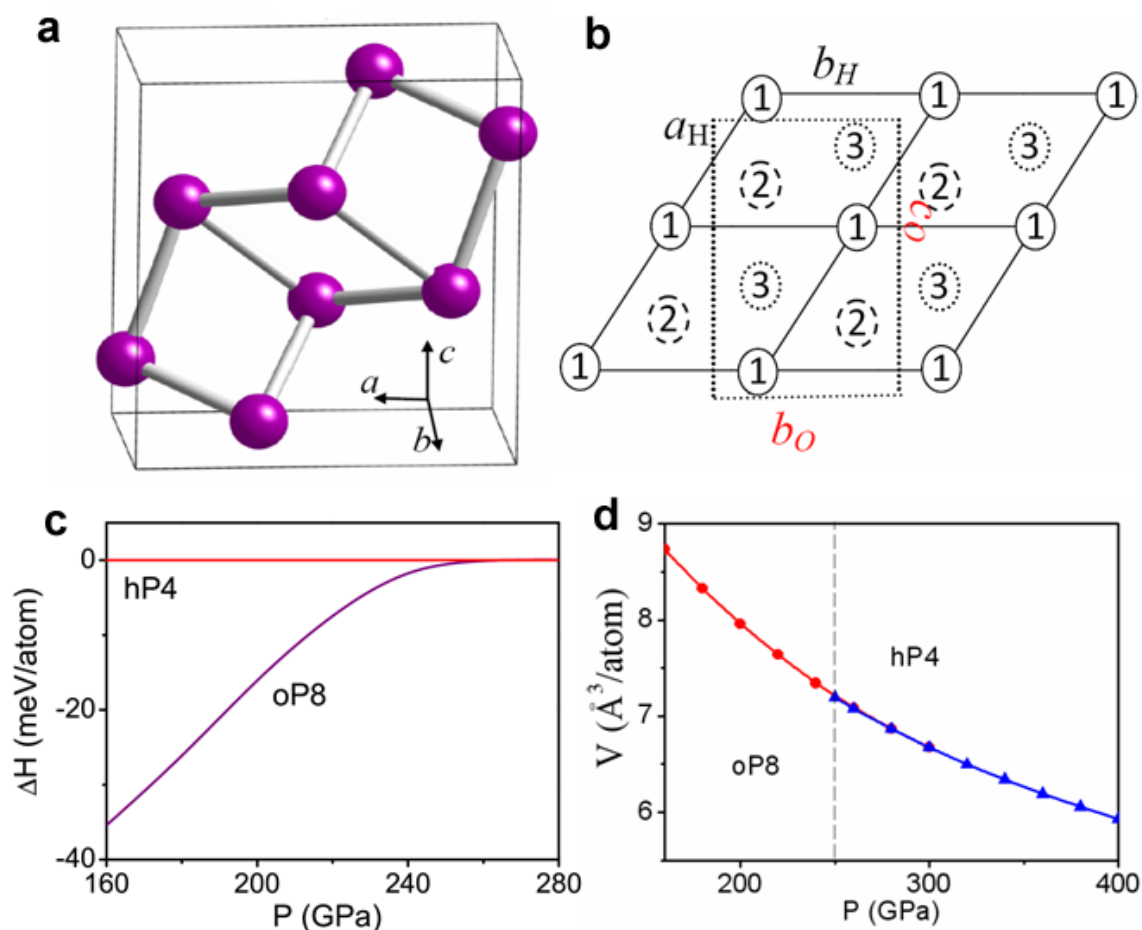 a
c
a
b
b
b_H
1 1 1
a_H
3 3
2 2
c_O
1 1 1
3 3
2 2
1 1 1
b_O
c
0
-20
-40
ΔH (meV/atom)
hP4
oP8
160 200 240 280
P (GPa)
d
9
8
7
6
V (Å³/atom)
hP4
oP8
200 300 400
P (GPa)